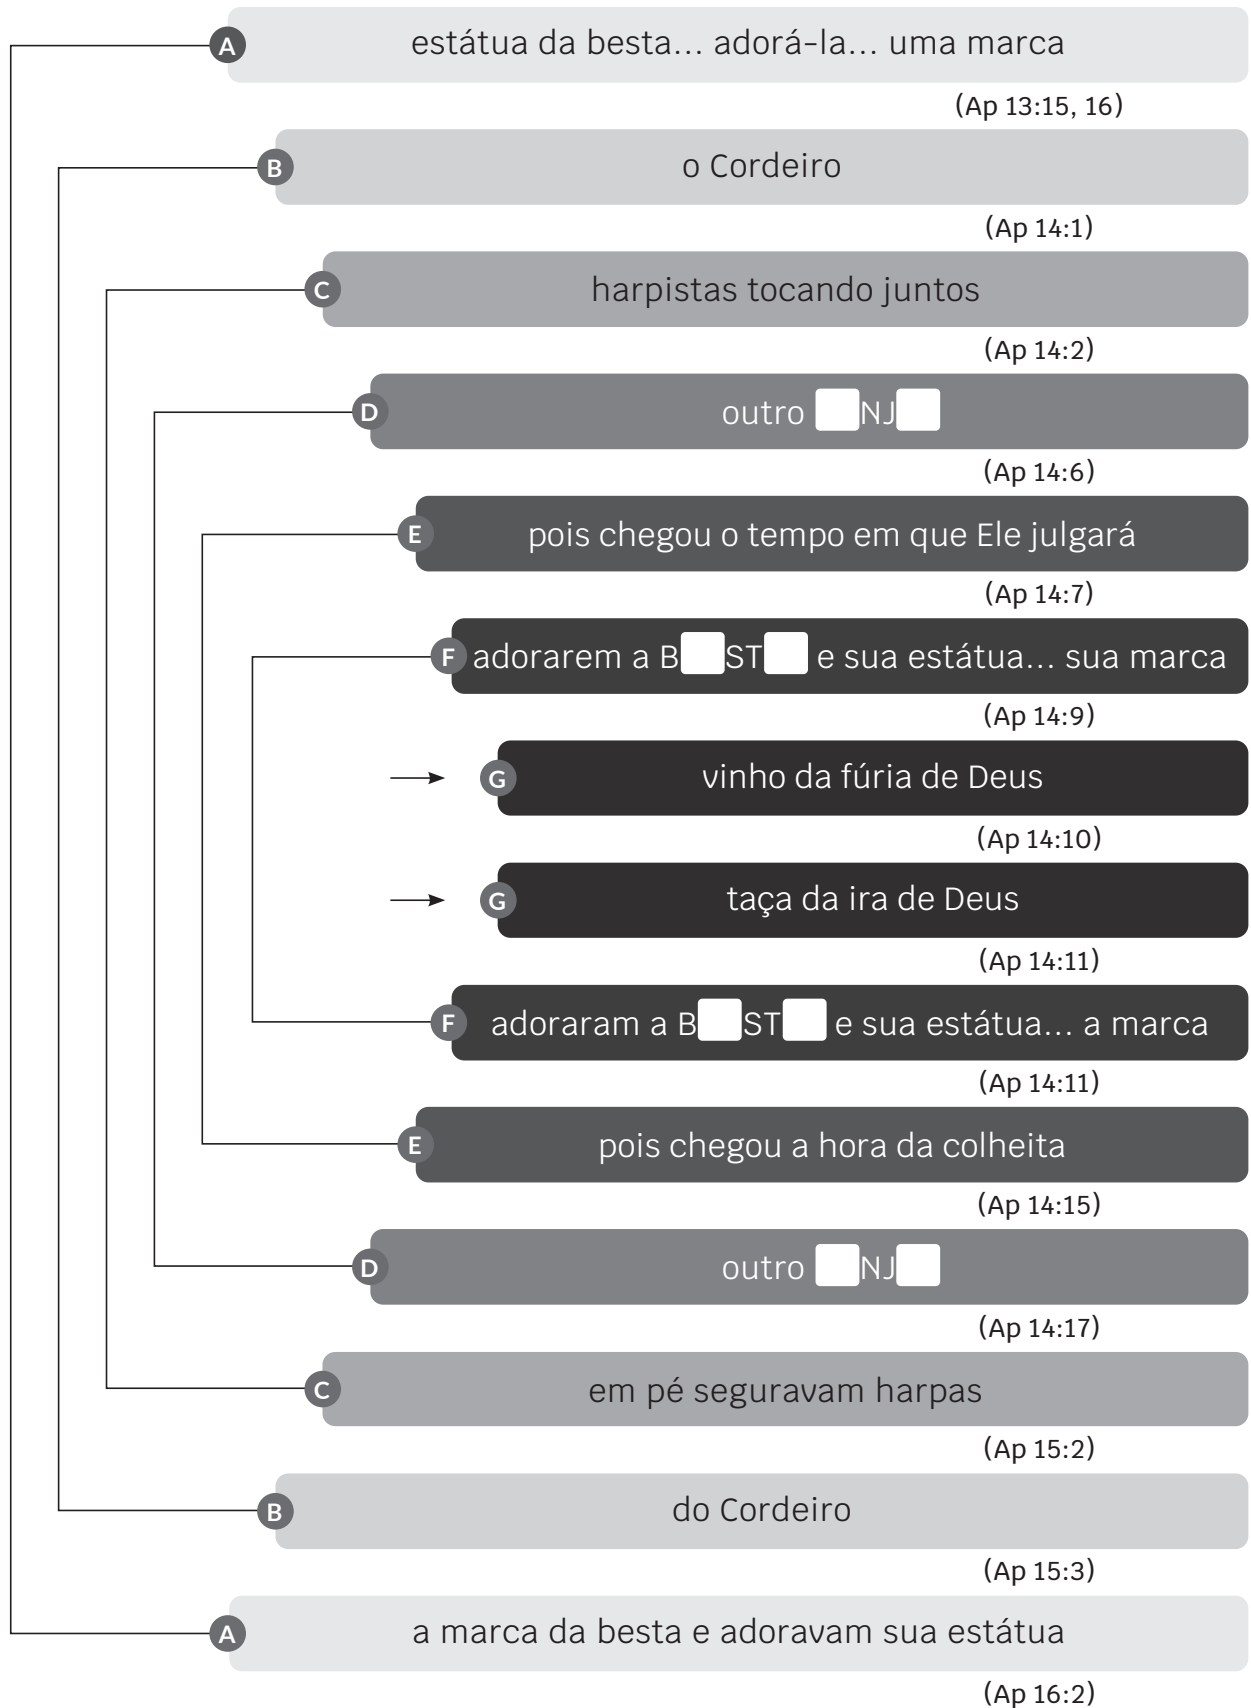 A estátua da besta... adorá-la... uma marca
(Ap 13:15, 16)
B o Cordeiro
(Ap 14:1)
C harpistas tocando juntos
(Ap 14:2)
D outro NJ
(Ap 14:6)
E pois chegou o tempo em que Ele julgará
(Ap 14:7)
F adorarem a B ST e sua estátua... sua marca
(Ap 14:9)
G vinho da fúria de Deus
(Ap 14:10)
G taça da ira de Deus
(Ap 14:11)
F adoraram a B ST e sua estátua... a marca
(Ap 14:11)
E pois chegou a hora da colheita
(Ap 14:15)
D outro NJ
(Ap 14:17)
C em pé seguravam harpas
(Ap 15:2)
B do Cordeiro
(Ap 15:3)
A a marca da besta e adoravam sua estátua
(Ap 16:2)